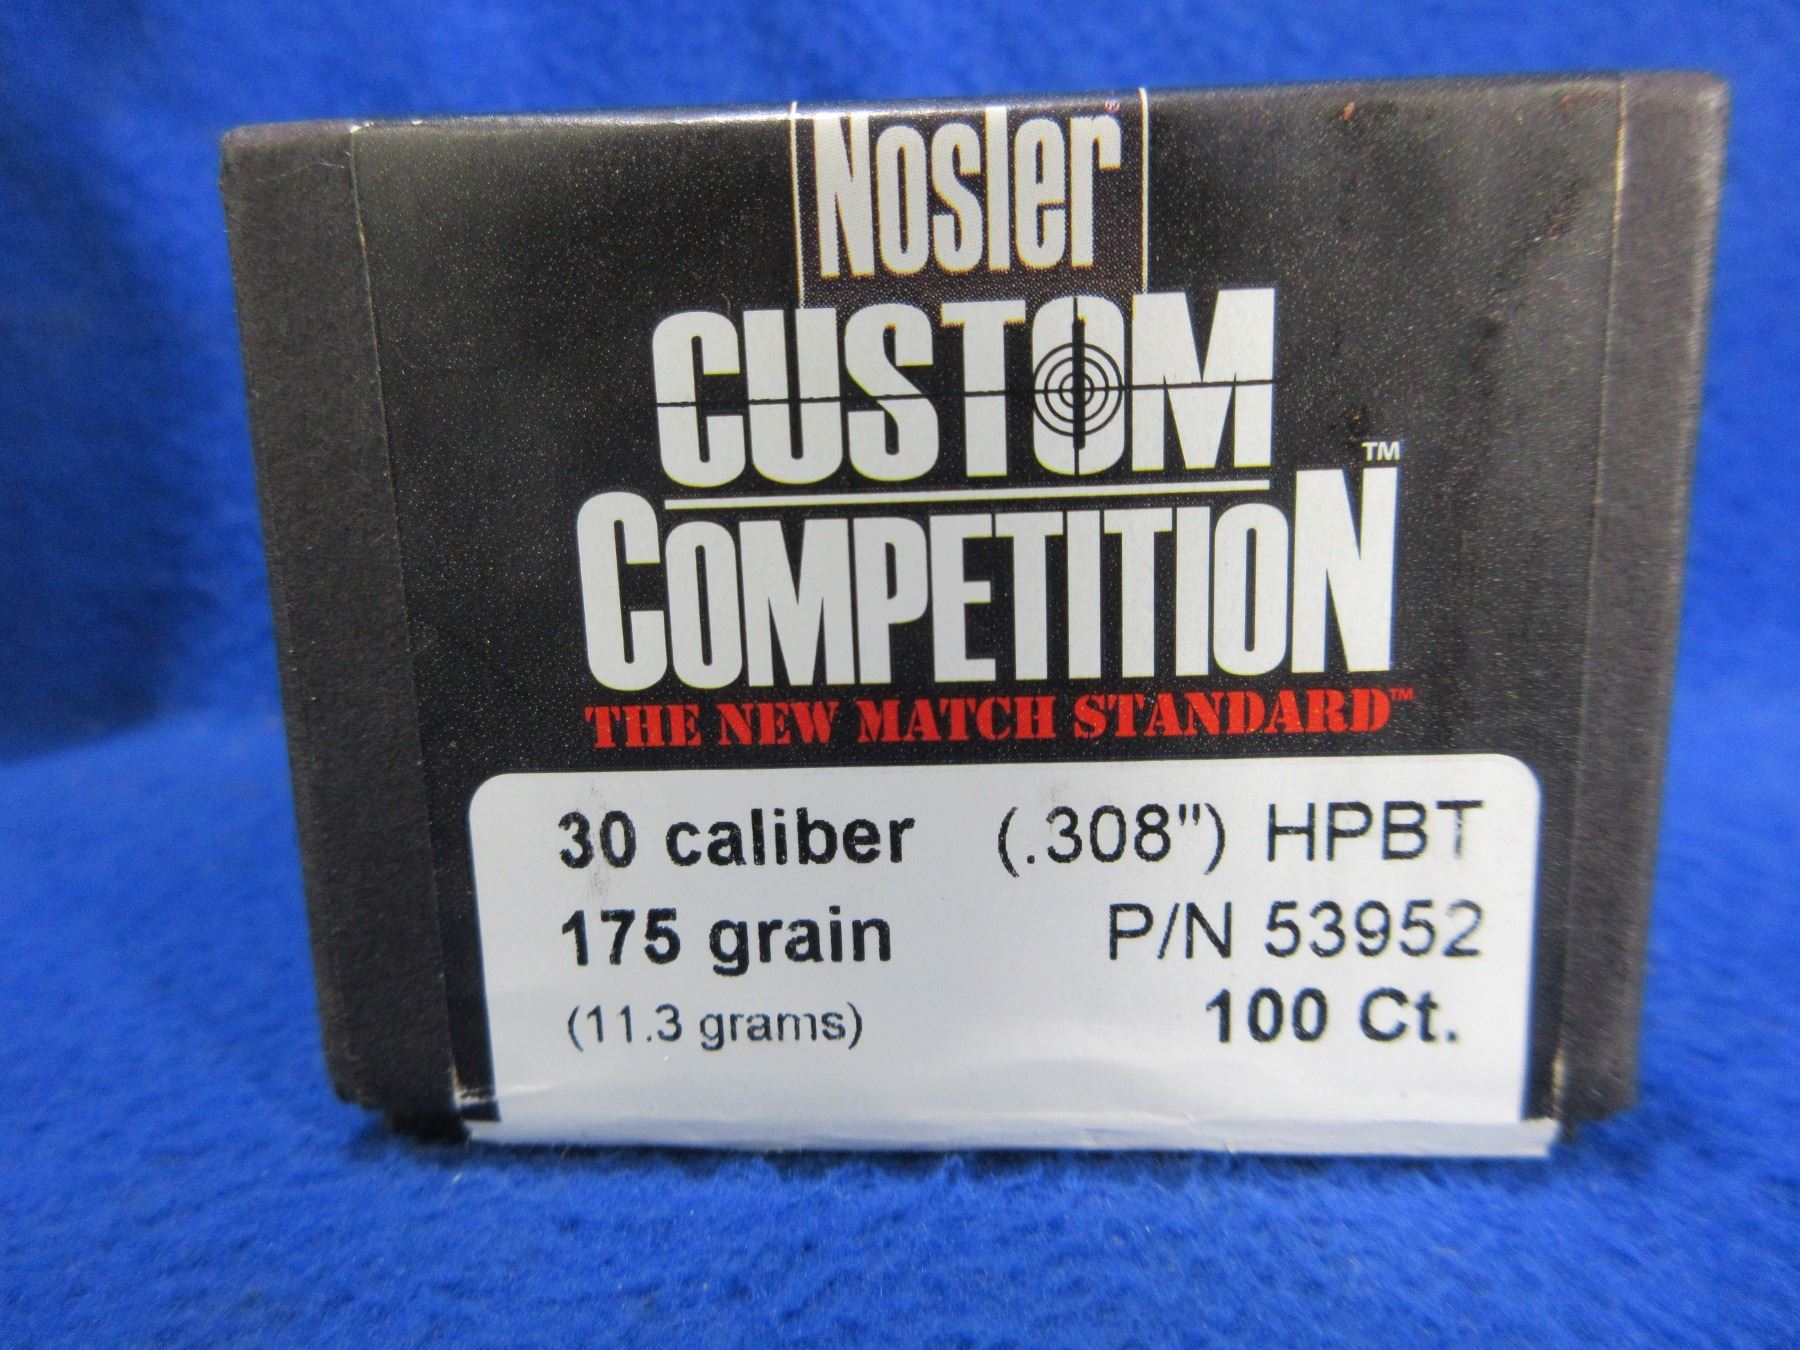 Nosler
CUSTOM
COMPETITION™
THE NEW MATCH STANDARD™
30 caliber (.308") HPBT
175 grain P/N 53952
(11.3 grams) 100 Ct.